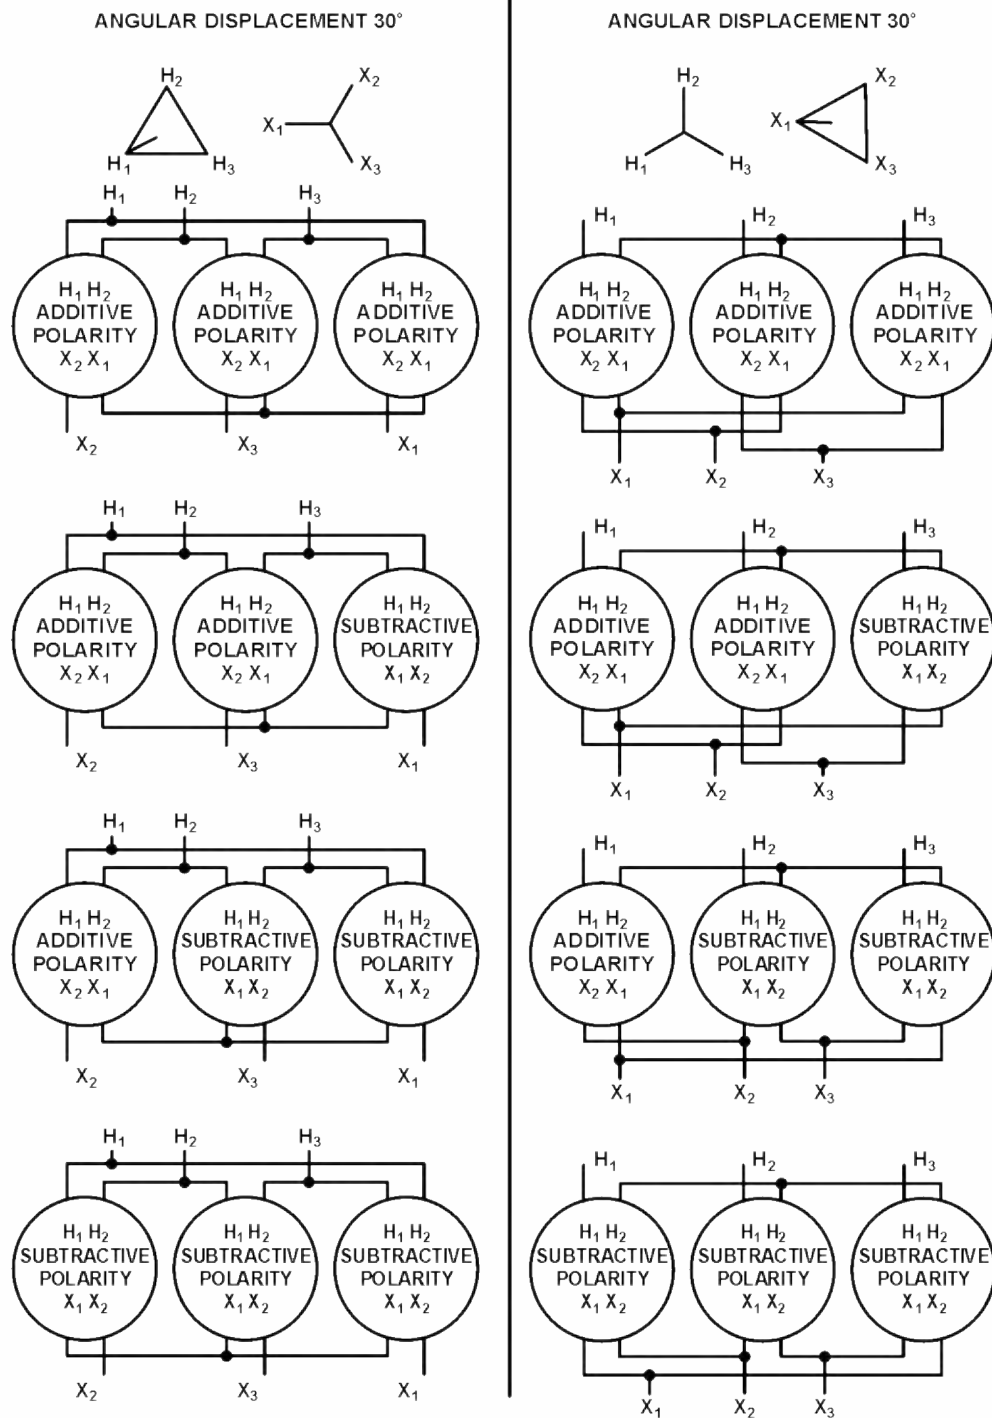 ANGULAR DISPLACEMENT 30°
H₂
X₂
X₁
H₁
H₃
X₃
H₁ H₂ H₃
H₁ H₂ H₁ H₂ H₁ H₂
ADDITIVE ADDITIVE ADDITIVE
POLARITY POLARITY POLARITY
X₂ X₁ X₂ X₁ X₂ X₁
X₂ X₃ X₁
H₁ H₂ H₃
H₁ H₂ H₁ H₂ H₁ H₂
ADDITIVE ADDITIVE SUBTRACTIVE
POLARITY POLARITY POLARITY
X₂ X₁ X₂ X₁ X₁ X₂
X₂ X₃ X₁
H₁ H₂ H₃
H₁ H₂ H₁ H₂ H₁ H₂
ADDITIVE SUBTRACTIVE SUBTRACTIVE
POLARITY POLARITY POLARITY
X₂ X₁ X₁ X₂ X₁ X₂
X₂ X₃ X₁
H₁ H₂ H₃
H₁ H₂ H₁ H₂ H₁ H₂
SUBTRACTIVE SUBTRACTIVE SUBTRACTIVE
POLARITY POLARITY POLARITY
X₁ X₂ X₁ X₂ X₁ X₂
X₂ X₃ X₁
ANGULAR DISPLACEMENT 30°
H₂
X₂
X₁
H₁
H₃
X₃
H₁ H₂ H₃
H₁ H₂ H₁ H₂ H₁ H₂
ADDITIVE ADDITIVE ADDITIVE
POLARITY POLARITY POLARITY
X₂ X₁ X₂ X₁ X₂ X₁
X₁ X₂ X₃
H₁ H₂ H₃
H₁ H₂ H₁ H₂ H₁ H₂
ADDITIVE ADDITIVE SUBTRACTIVE
POLARITY POLARITY POLARITY
X₂ X₁ X₂ X₁ X₁ X₂
X₁ X₂ X₃
H₁ H₂ H₃
H₁ H₂ H₁ H₂ H₁ H₂
ADDITIVE SUBTRACTIVE SUBTRACTIVE
POLARITY POLARITY POLARITY
X₂ X₁ X₁ X₂ X₁ X₂
X₁ X₂ X₃
H₁ H₂ H₃
H₁ H₂ H₁ H₂ H₁ H₂
SUBTRACTIVE SUBTRACTIVE SUBTRACTIVE
POLARITY POLARITY POLARITY
X₁ X₂ X₁ X₂ X₁ X₂
X₁ X₂ X₃